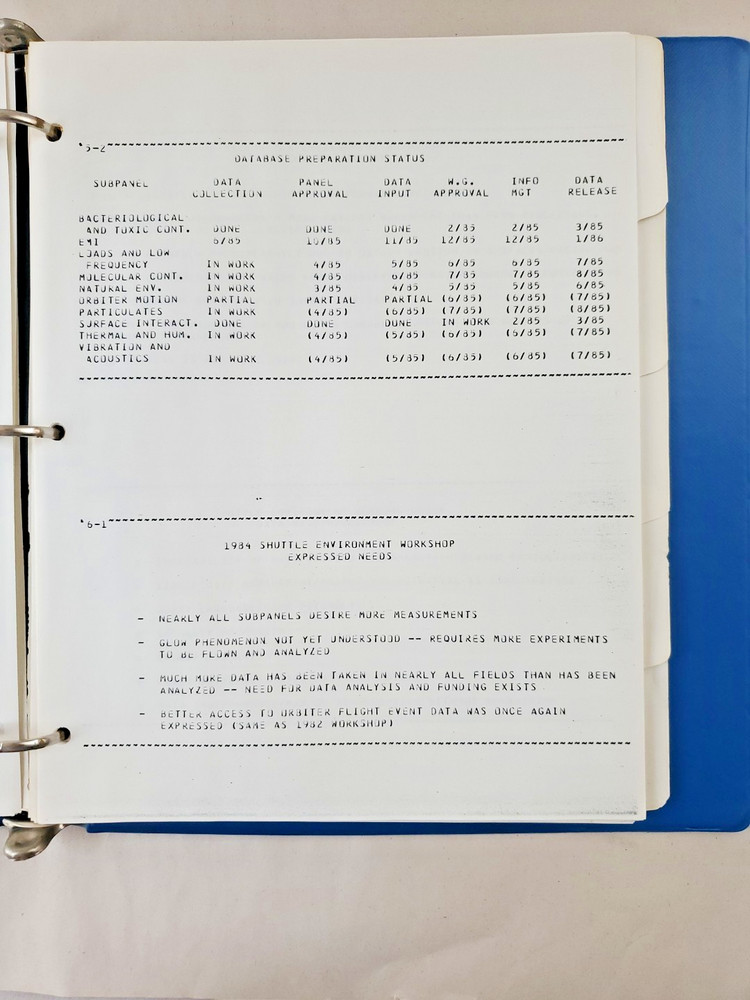 5-2
DATABASE PREPARATION STATUS
SUBPANEL DATA PANEL DATA W.G. INFO DATA
COLLECTION APPROVAL INPUT APPROVAL MGT RELEASE
BACTERIOLOGICAL
AND TOXIC CONT. DONE DONE DONE 2/85 2/85 3/85
EMI 6/85 10/85 11/85 12/85 12/85 1/86
LOADS AND LOW
FREQUENCY IN WORK 4/85 5/85 6/85 6/85 7/85
MOLECULAR CONT. IN WORK 4/85 6/85 7/85 7/85 8/85
NATURAL ENV. IN WORK 3/85 4/85 5/85 5/85 6/85
ORBITER MOTION PARTIAL PARTIAL PARTIAL (6/85) (6/85) (7/85)
PARTICULATES IN WORK (4/85) (6/85) (7/85) (7/85) (8/85)
SURFACE INTERACT. DONE DONE DONE IN WORK 2/85 3/85
THERMAL AND HUM. IN WORK (4/85) (5/85) (6/85) (6/85) (7/85)
VIBRATION AND
ACOUSTICS IN WORK (4/85) (5/85) (6/85) (6/85) (7/85)
6-1
1984 SHUTTLE ENVIRONMENT WORKSHOP
EXPRESSED NEEDS
- NEARLY ALL SUBPANELS DESIRE MORE MEASUREMENTS
- GLOW PHENOMENON NOT YET UNDERSTOOD -- REQUIRES MORE EXPERIMENTS
TO BE FLOWN AND ANALYZED
- MUCH MORE DATA HAS BEEN TAKEN IN NEARLY ALL FIELDS THAN HAS BEEN
ANALYZED -- NEED FOR DATA ANALYSIS AND FUNDING EXISTS
- BETTER ACCESS TO ORBITER FLIGHT EVENT DATA WAS ONCE AGAIN
EXPRESSED (SAME AS 1982 WORKSHOP)